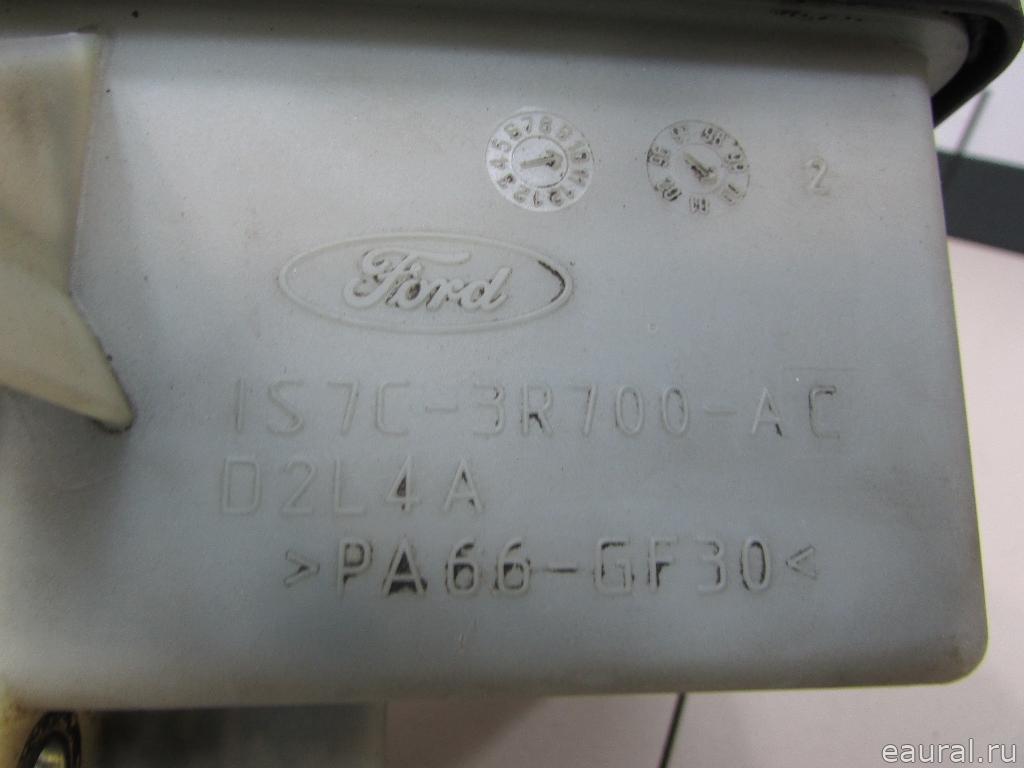 2
Ford
1S7C-3R700-AC
D2L4A
>PA66-GF30<
eaural.ru